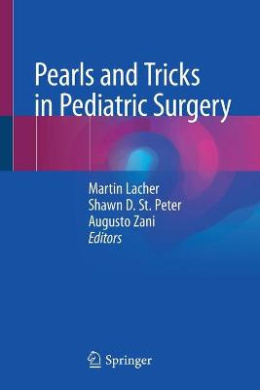 Pearls and Tricks
in Pediatric Surgery
Martin Lacher
Shawn D. St. Peter
Augusto Zani
Editors
Springer